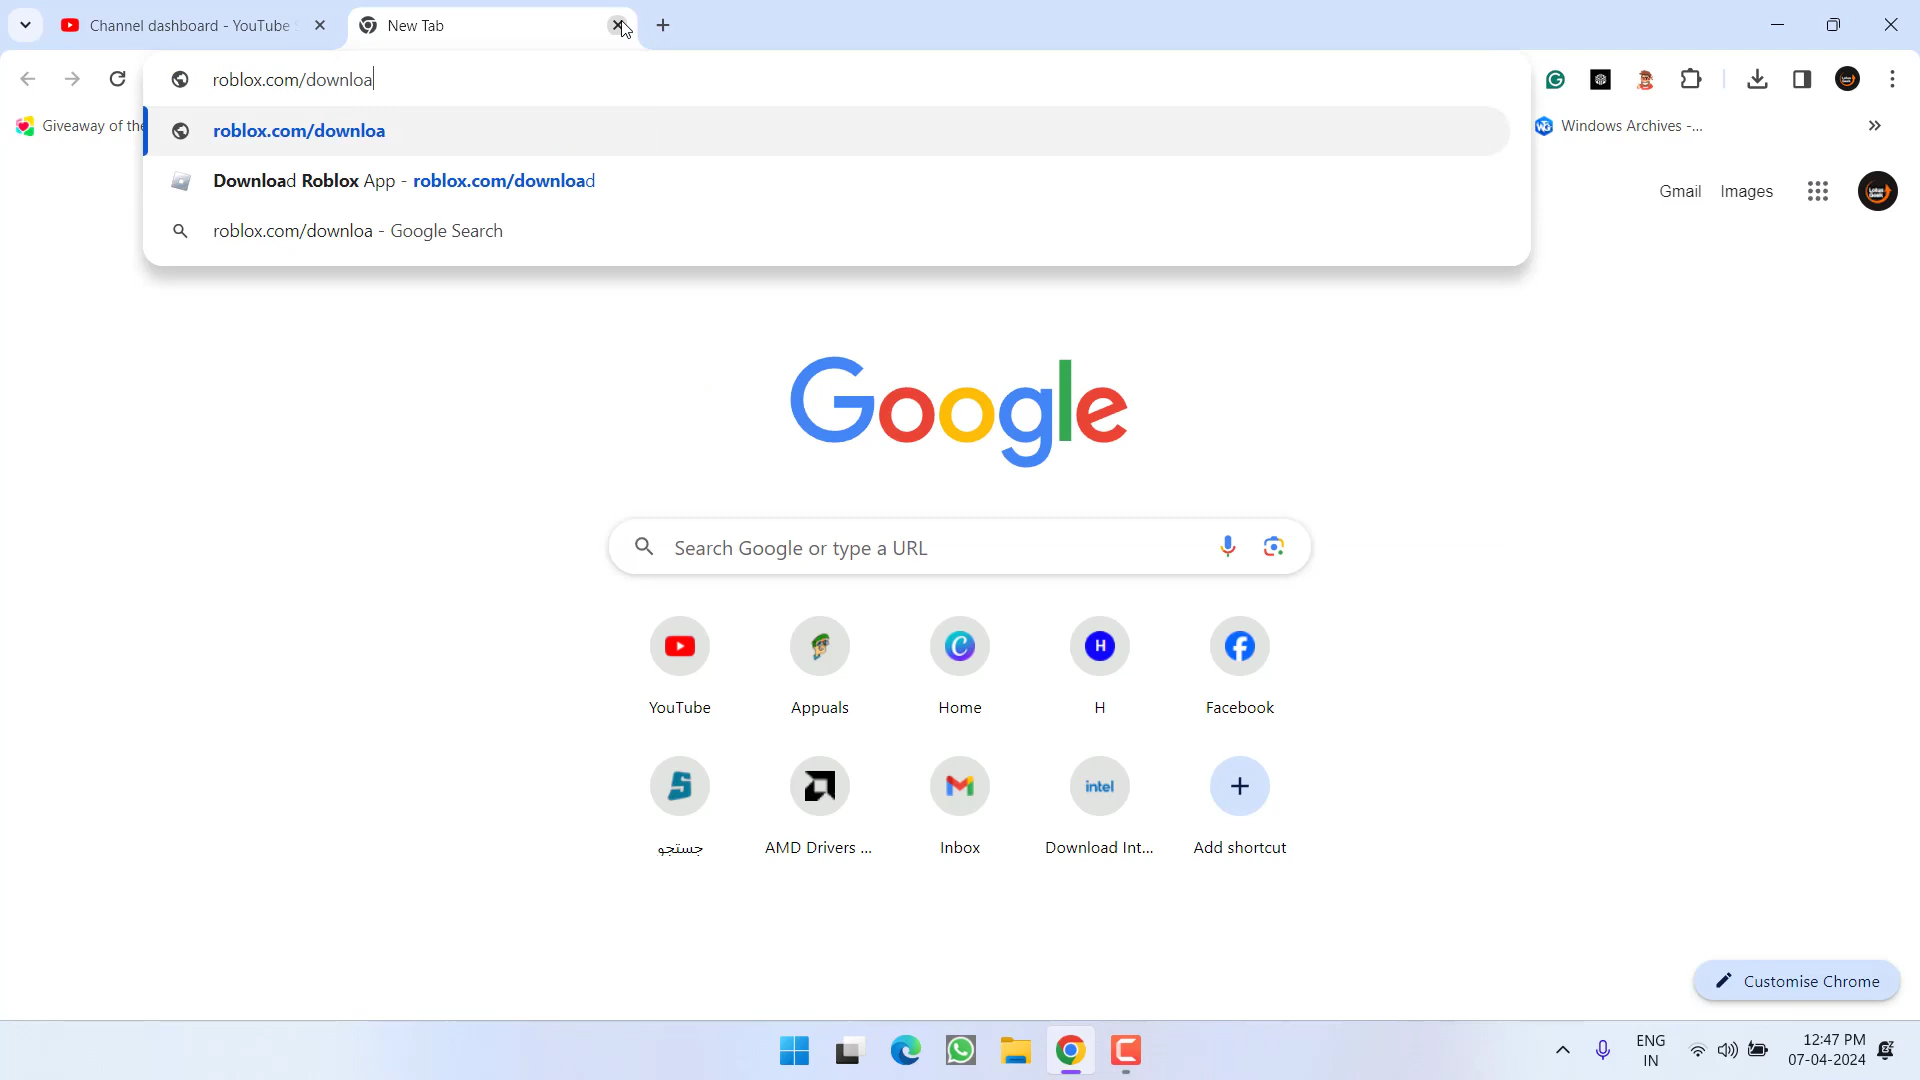 Channel dashboard - YouTube
New Tab
roblox.com/downloa
Giveaway of the
roblox.com/downloa
Windows Archives -...
Download Roblox App - roblox.com/download
Gmail
Images
roblox.com/downloa - Google Search
Google
Search Google or type a URL
H
YouTube
Appuals
Home
H
Facebook
intel
جستجو
AMD Drivers ...
Inbox
Download Int...
Add shortcut
Customise Chrome
ENG
IN
12:47 PM
07-04-2024